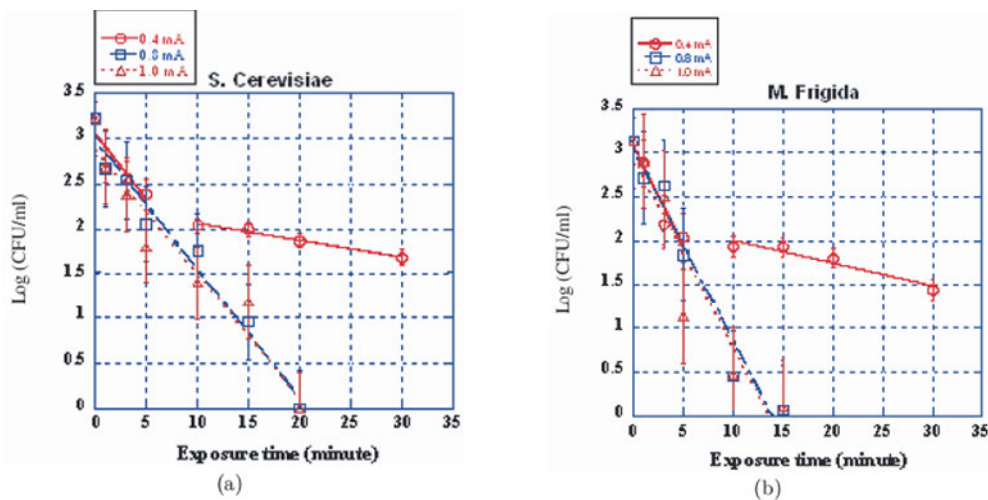 0.4 mA
0.8 mA
1.0 mA
S. Cerevisiae
3.5
3
2.5
2
1.5
1
0.5
0
Log (CFU/ml)
0 5 10 15 20 25 30 35
Exposure time (minute)
(a)
0.4 mA
0.8 mA
1.0 mA
M. Frigida
3.5
3
2.5
2
1.5
1
0.5
0
Log (CFU/ml)
0 5 10 15 20 25 30 35
Exposure time (minute)
(b)